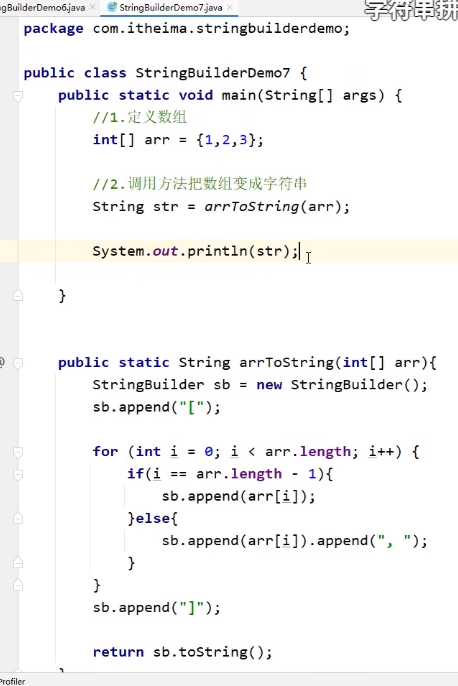 ngBuilderDemo6.java StringBuilderDemo7.java 字符串拼
package com.itheima.stringbuilderdemo;
public class StringBuilderDemo7 {
public static void main(String[] args) {
//1.定义数组
int[] arr = {1,2,3};
//2.调用方法把数组变成字符串
String str = arrToString(arr);
System.out.println(str);
}
@ public static String arrToString(int[] arr){
StringBuilder sb = new StringBuilder();
sb.append("[");
for (int i = 0; i < arr.length; i++) {
if(i == arr.length - 1){
sb.append(arr[i]);
}else{
sb.append(arr[i]).append(", ");
}
}
sb.append("]");
return sb.toString();
}
Profiler